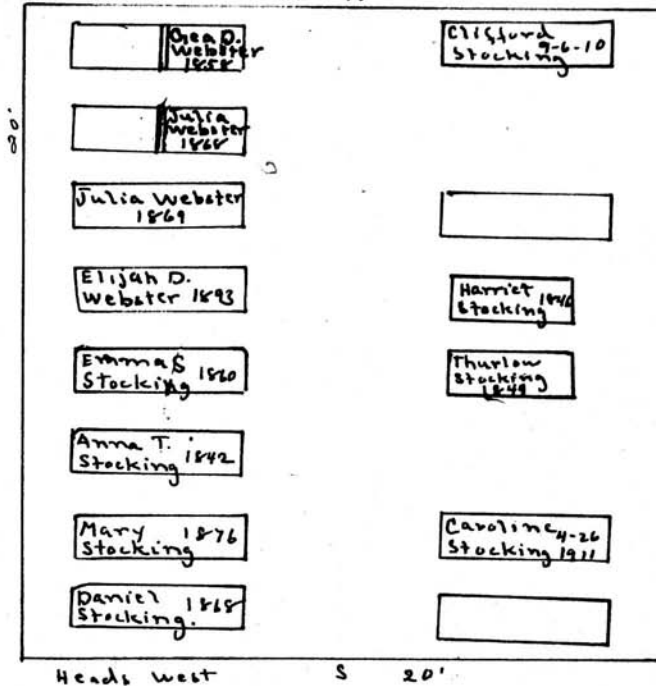 Geo D.
Webster
1858
Clifford
Stocking 9-6-10
20'
Julia
Webster
1868
Julia Webster
1869
Elijah D.
Webster 1893
Harriet
Stocking 1846
Emma S
Stocking 1860
Thurlow
Stocking
1849
Anna T.
Stocking 1842
Mary 1876
Stocking
Caroline 4-26
Stocking 1911
Daniel 1868
Stocking.
Heads West S 20'